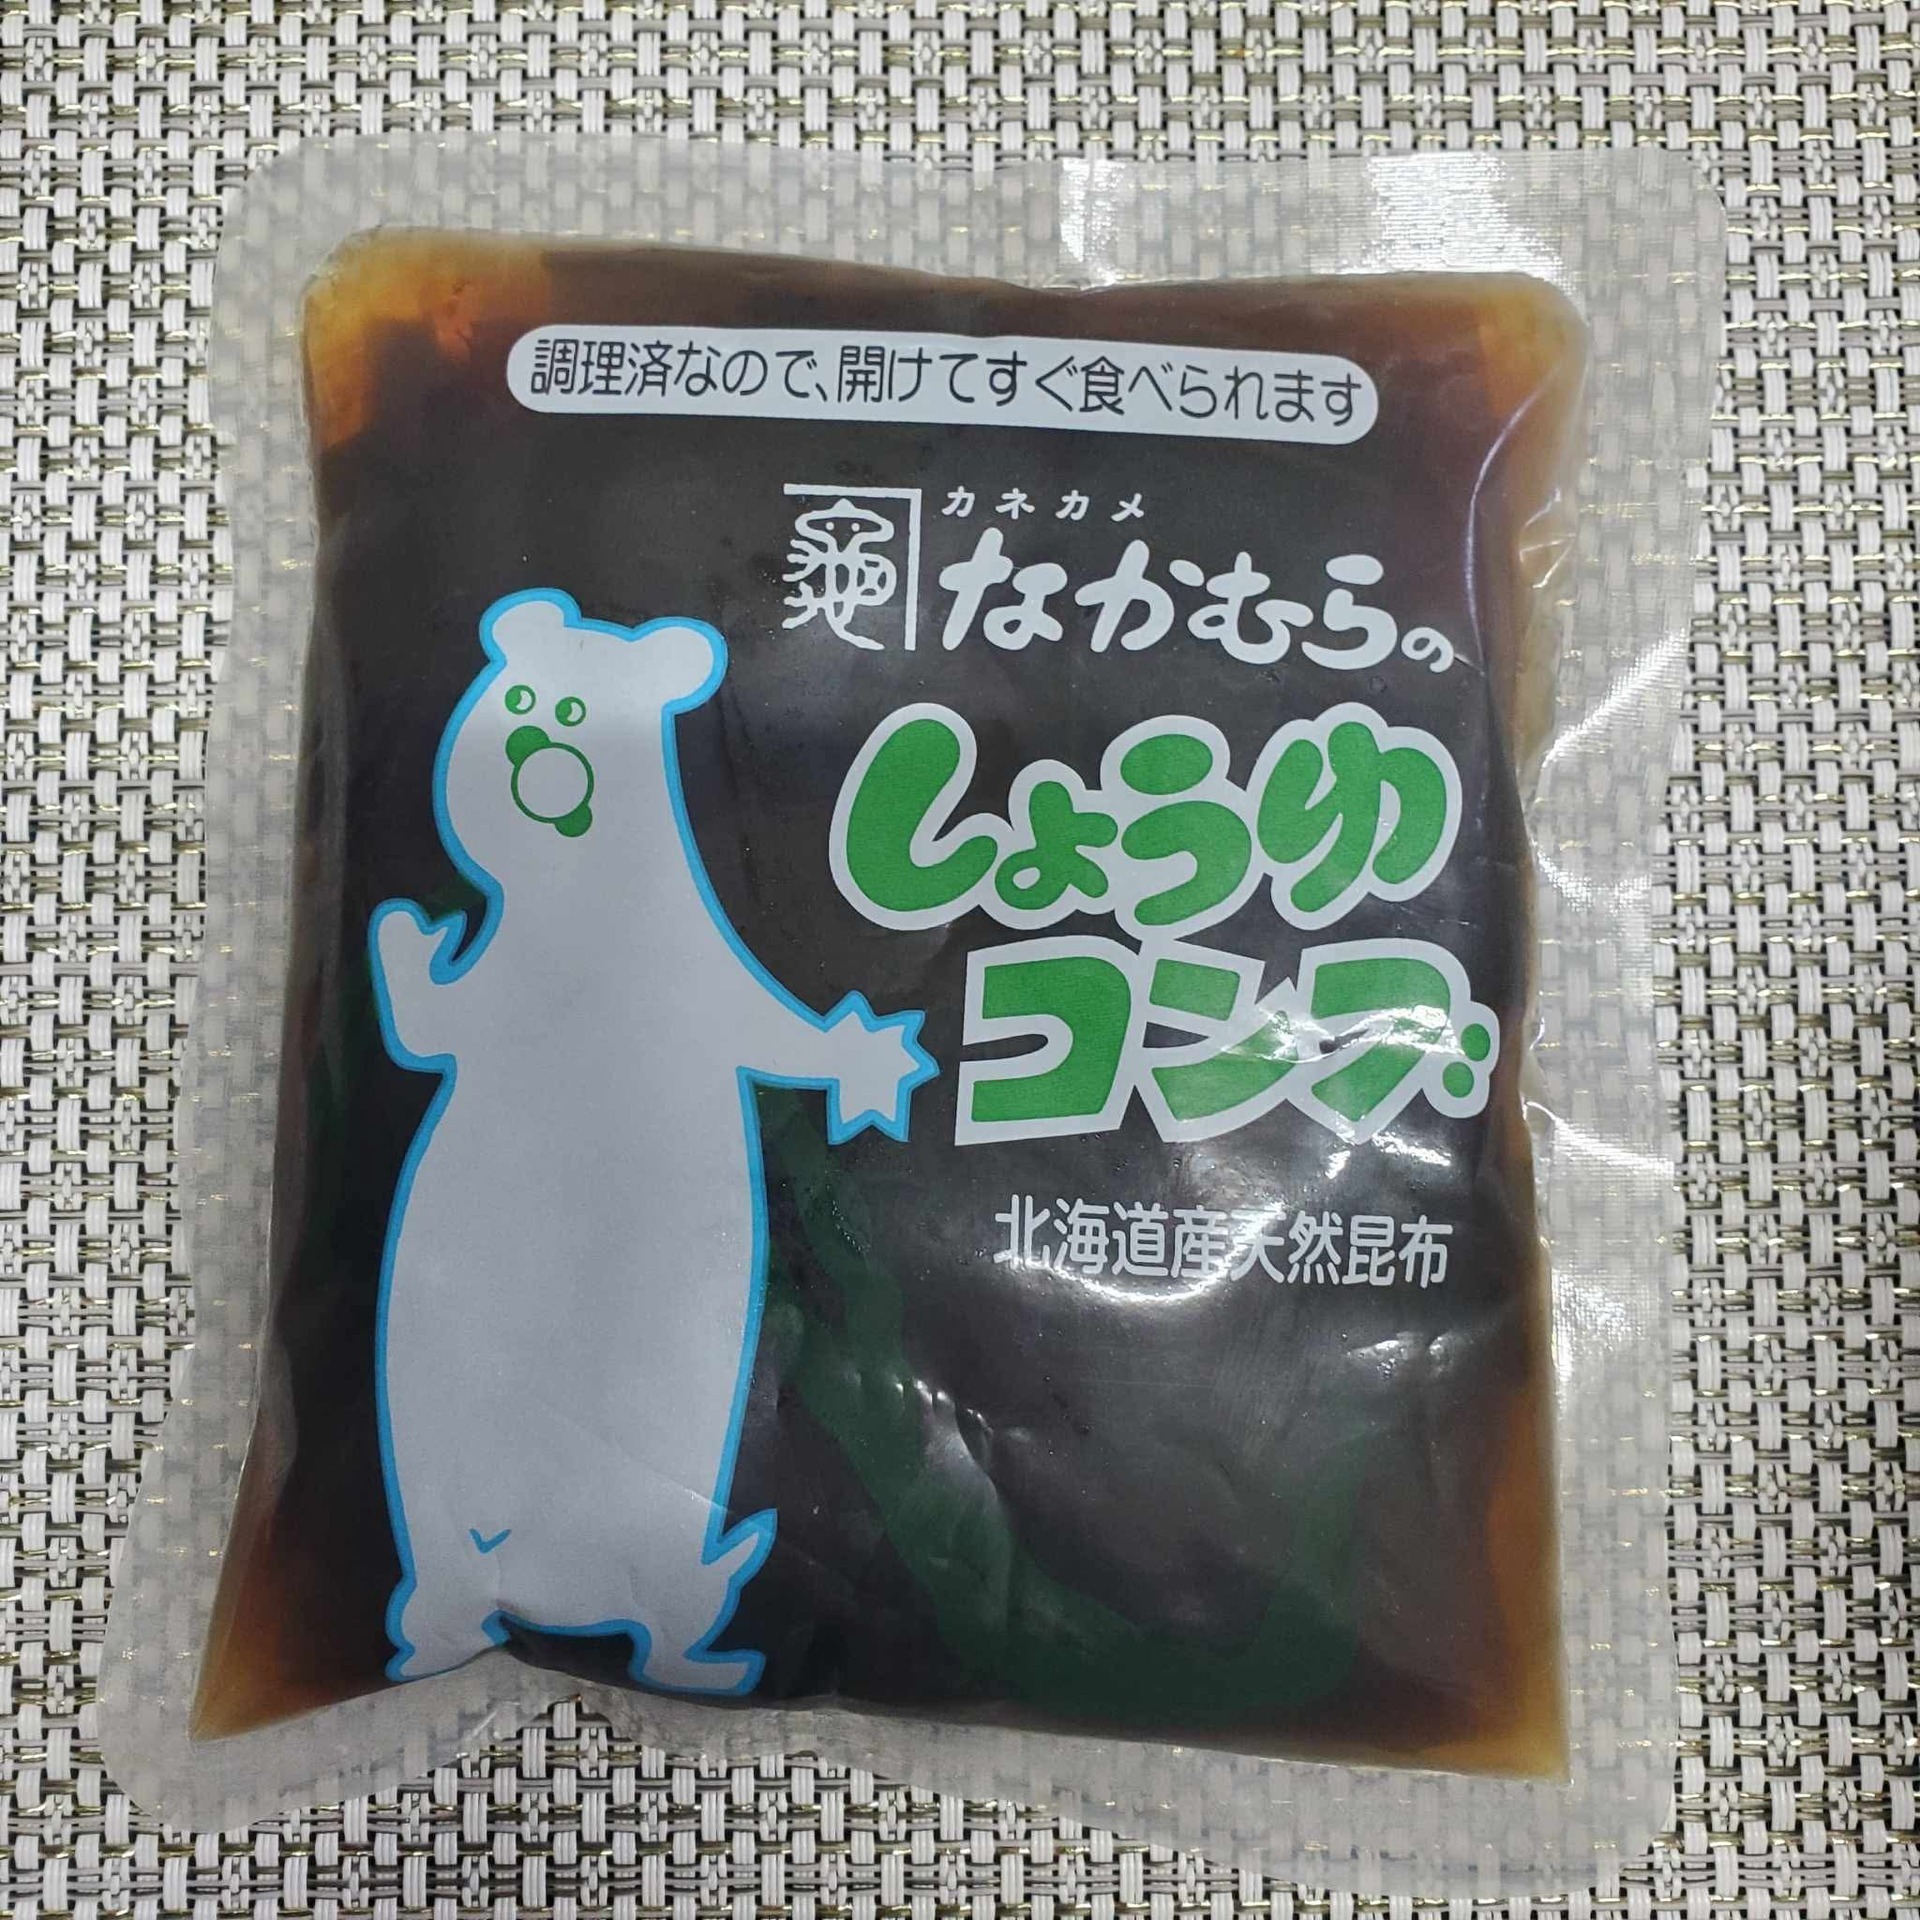 調理済なので、開けてすぐ食べられます
カネカメ
なかむらの
しょうゆ
コンブ
北海道産天然昆布